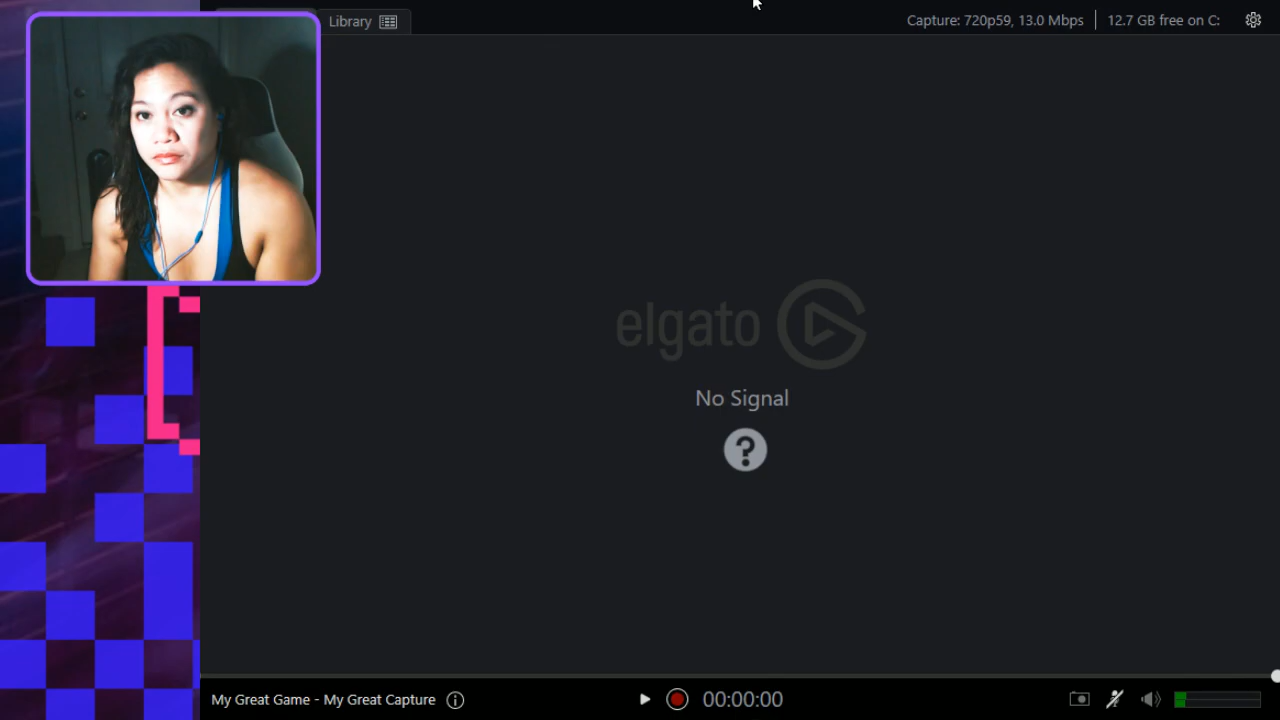 Library
Capture: 720p59, 13.0 Mbps
12.7 GB free on C:
elgato
No Signal
?
My Great Game - My Great Capture
00:00:00